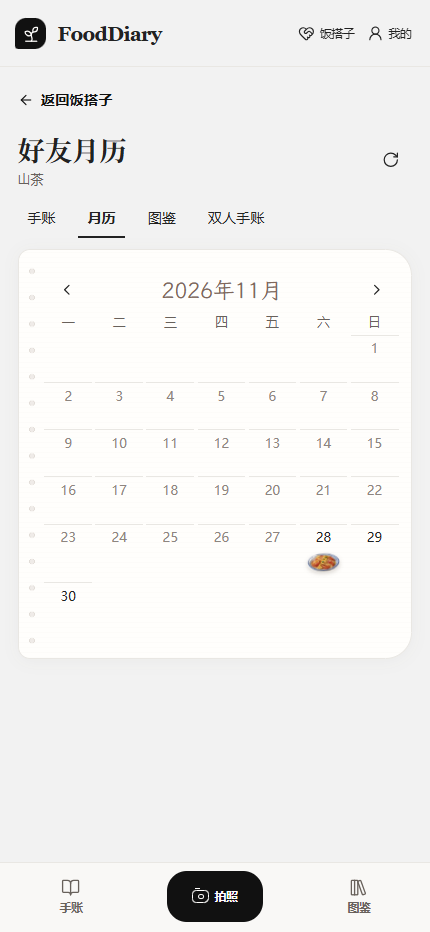 FoodDiary 饭搭子 我的
返回饭搭子
好友月历
山茶
手账 月历 图鉴 双人手账
2026年11月
一 二 三 四 五 六 日
1
2 3 4 5 6 7 8
9 10 11 12 13 14 15
16 17 18 19 20 21 22
23 24 25 26 27 28 29
30
手账 拍照 图鉴